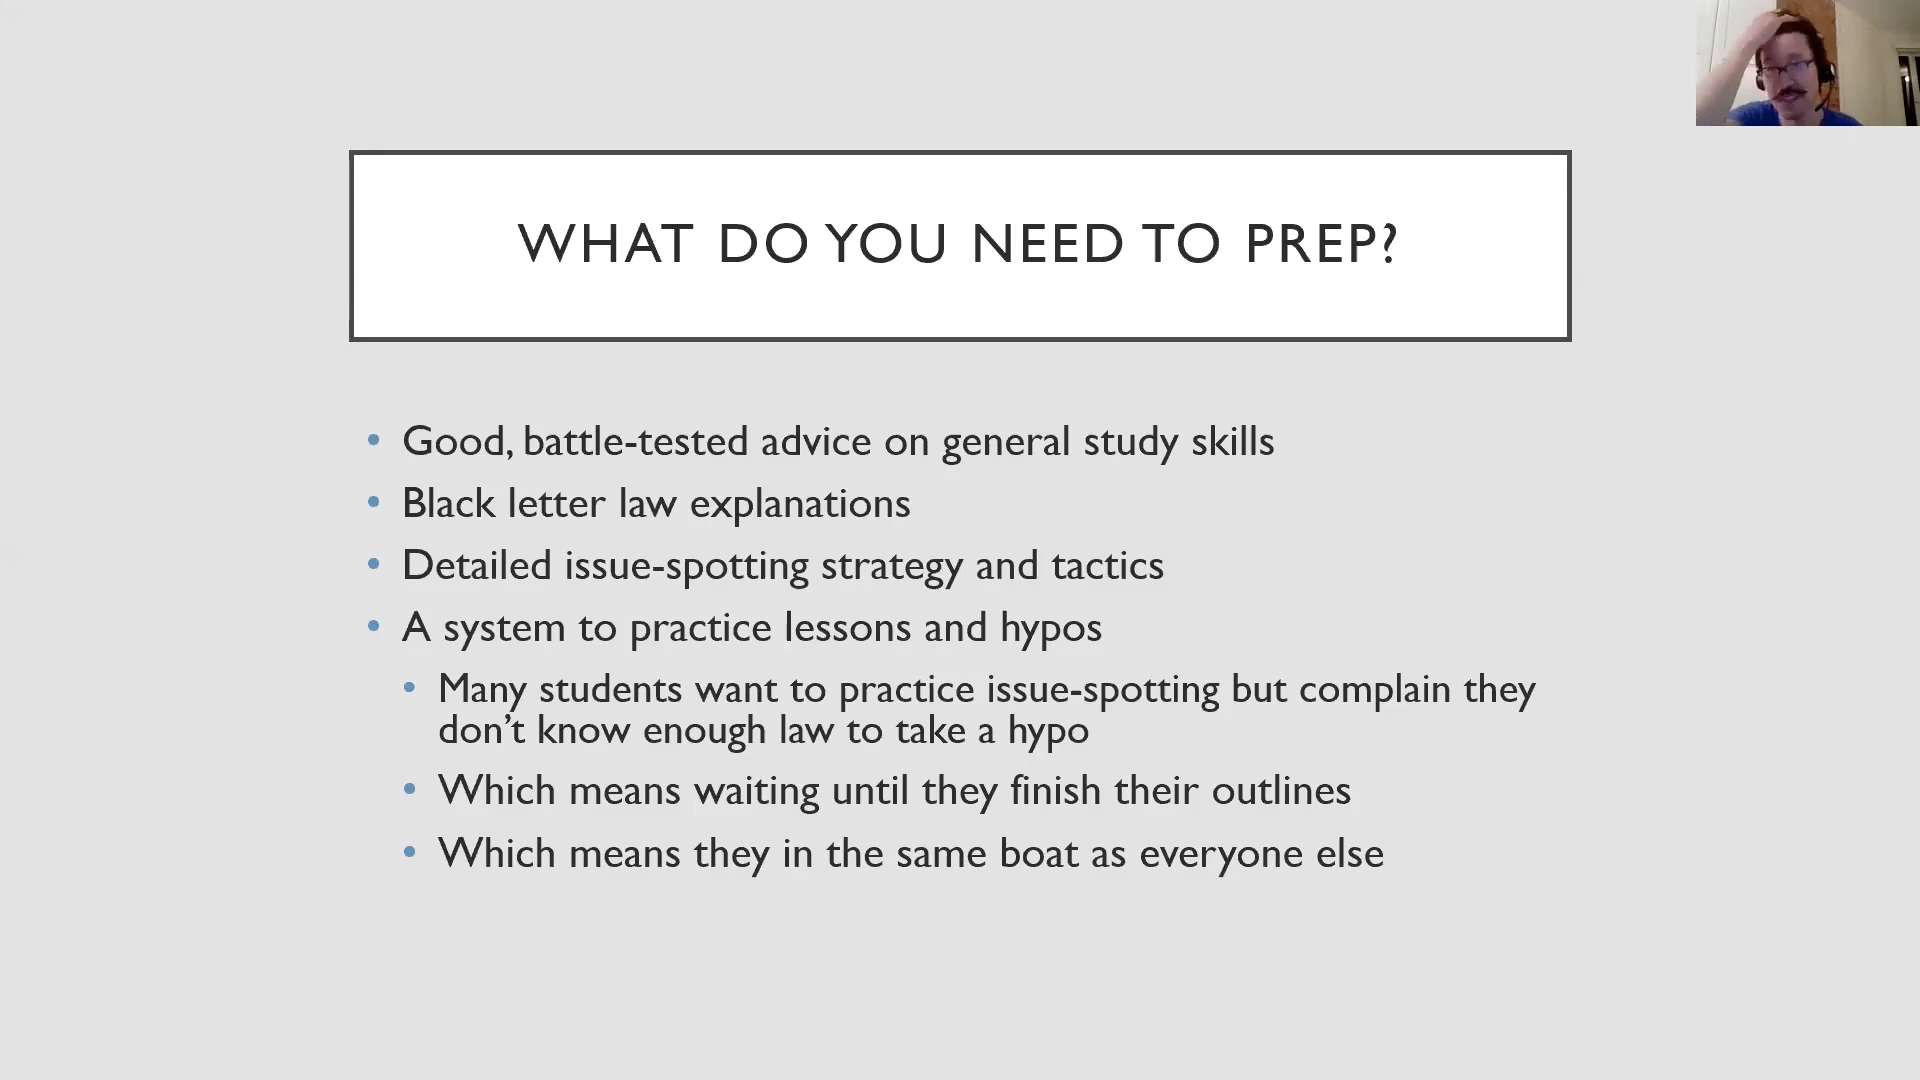 WHAT DO YOU NEED TO PREP?
• Good, battle-tested advice on general study skills
• Black letter law explanations
• Detailed issue-spotting strategy and tactics
• A system to practice lessons and hypos
• Many students want to practice issue-spotting but complain they
don’t know enough law to take a hypo
• Which means waiting until they finish their outlines
• Which means they in the same boat as everyone else